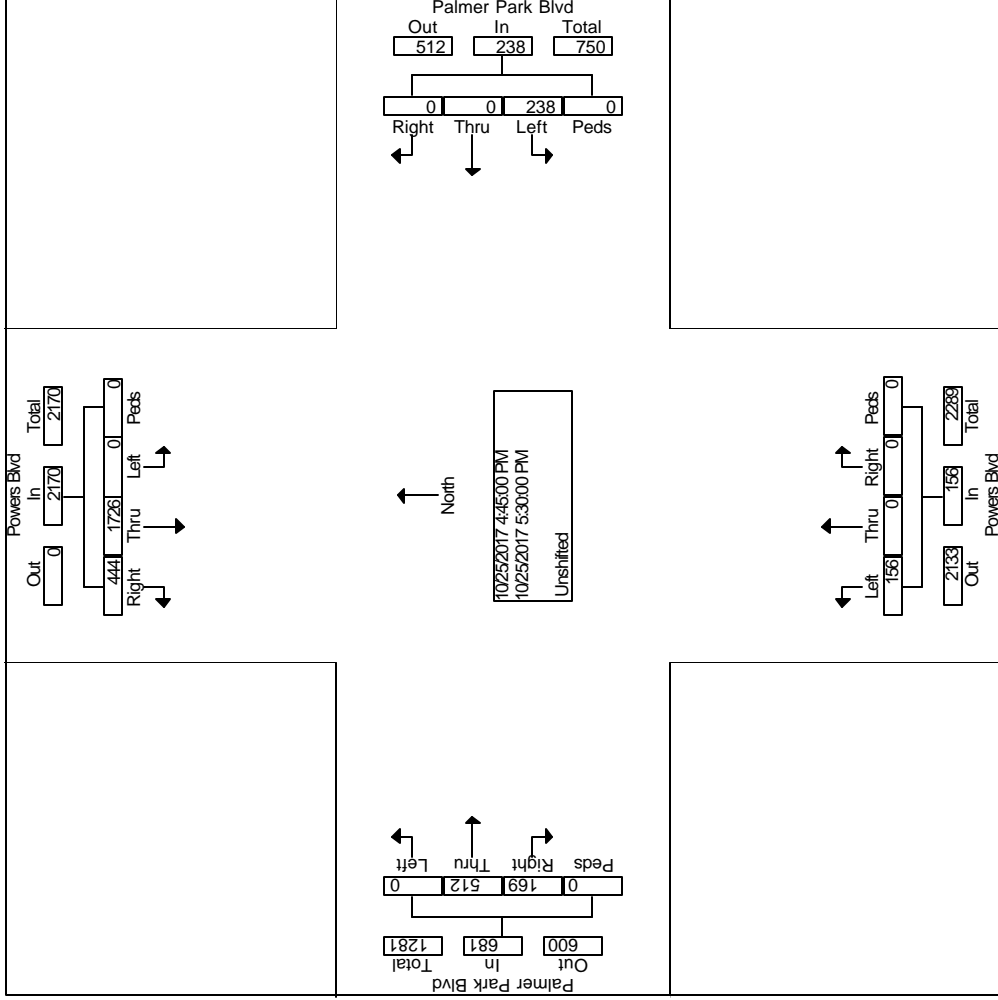 Palmer Park Blvd
Out In Total
512 238 750
0 0 238 0
Right Thru Left Peds
Powers Blvd
Out In Total
0 2170 2170
444 1726 0 0
Right Thru Left Peds
North
10/25/2017 4:45:00 PM
10/25/2017 5:30:00 PM
Unshifted
Left Thru Right Peds
156 0 0 0
2133 156 2289
Out In Total
Powers Blvd
Left Thru Right Peds
0 512 169 0
1281 681 600
Total In Out
Palmer Park Blvd